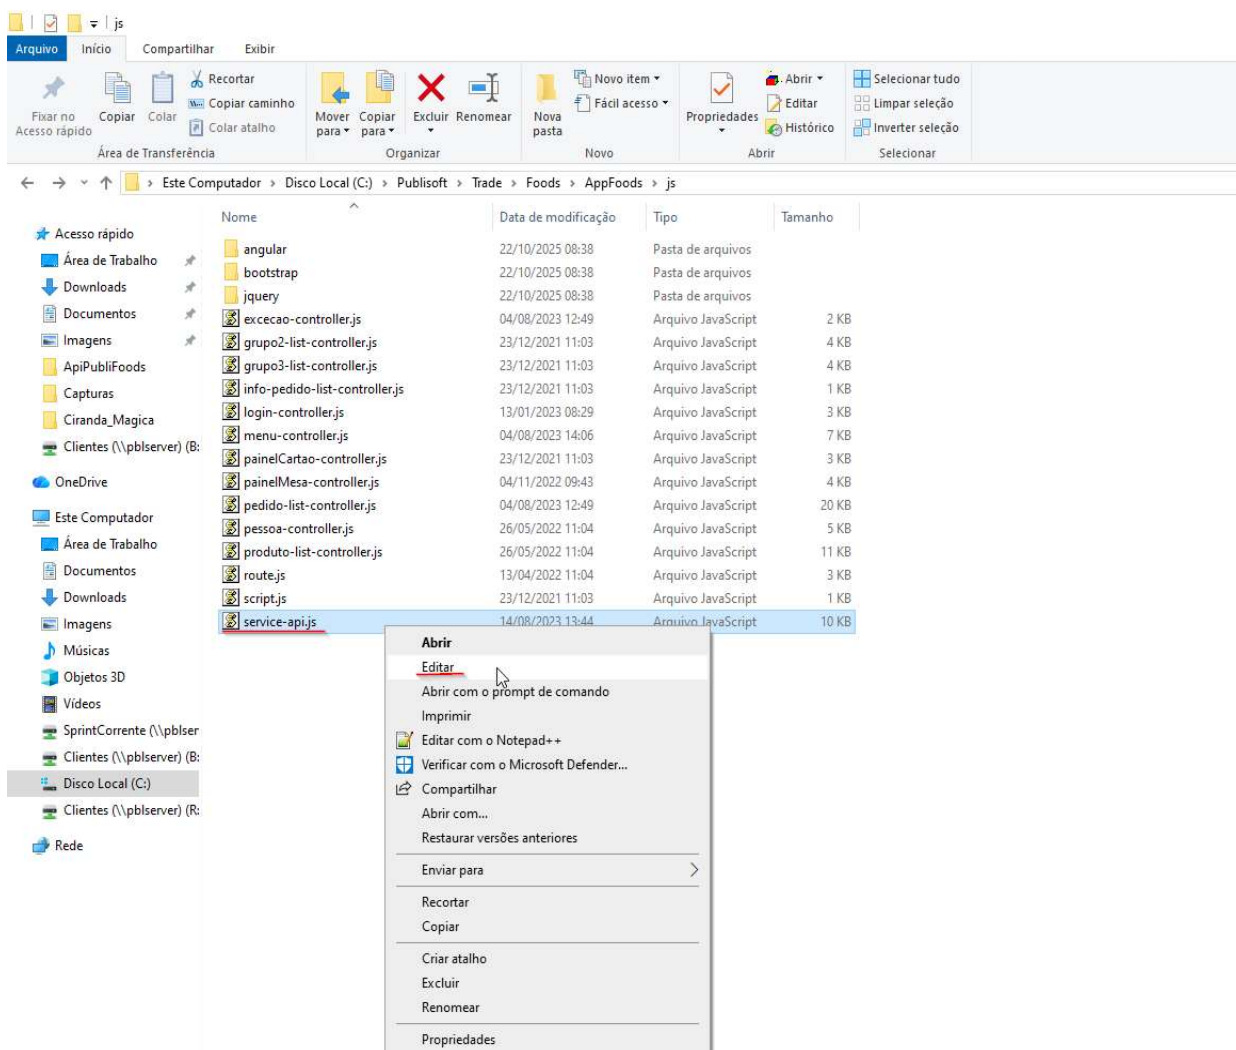 js
Arquivo Início Compartilhar Exibir
Fixar no Acesso rápido
Copiar
Colar
Recortar
Copiar caminho
Colar atalho
Mover para
Copiar para
Excluir
Renomear
Nova pasta
Novo item
Fácil acesso
Propriedades
Abrir
Editar
Histórico
Selecionar tudo
Limpar seleção
Inverter seleção
Área de Transferência Organizar Novo Abrir Selecionar
Este Computador > Disco Local (C:) > Publisoft > Trade > Foods > AppFoods > js
Acesso rápido
Área de Trabalho
Downloads
Documentos
Imagens
ApiPubliFoods
Capturas
Ciranda_Magica
Clientes (\\pblserver) (B:
OneDrive
Este Computador
Área de Trabalho
Documentos
Downloads
Imagens
Músicas
Objetos 3D
Vídeos
SprintCorrente (\\pblser
Clientes (\\pblserver) (B:
Disco Local (C:)
Clientes (\\pblserver) (R:
Rede
Nome Data de modificação Tipo Tamanho
angular 22/10/2025 08:38 Pasta de arquivos
bootstrap 22/10/2025 08:38 Pasta de arquivos
jquery 22/10/2025 08:38 Pasta de arquivos
excecao-controller.js 04/08/2023 12:49 Arquivo JavaScript 2 KB
grupo2-list-controller.js 23/12/2021 11:03 Arquivo JavaScript 4 KB
grupo3-list-controller.js 23/12/2021 11:03 Arquivo JavaScript 4 KB
info-pedido-list-controller.js 23/12/2021 11:03 Arquivo JavaScript 1 KB
login-controller.js 13/01/2023 08:29 Arquivo JavaScript 3 KB
menu-controller.js 04/08/2023 14:06 Arquivo JavaScript 7 KB
painelCartao-controller.js 23/12/2021 11:03 Arquivo JavaScript 3 KB
painelMesa-controller.js 04/11/2022 09:43 Arquivo JavaScript 4 KB
pedido-list-controller.js 04/08/2023 12:49 Arquivo JavaScript 20 KB
pessoa-controller.js 26/05/2022 11:04 Arquivo JavaScript 5 KB
produto-list-controller.js 26/05/2022 11:04 Arquivo JavaScript 11 KB
route.js 13/04/2022 11:04 Arquivo JavaScript 3 KB
script.js 23/12/2021 11:03 Arquivo JavaScript 1 KB
service-api.js 14/08/2023 13:44 Arquivo JavaScript 10 KB
Abrir
Editar
Abrir com o prompt de comando
Imprimir
Editar com o Notepad++
Verificar com o Microsoft Defender...
Compartilhar
Abrir com...
Restaurar versões anteriores
Enviar para
Recortar
Copiar
Criar atalho
Excluir
Renomear
Propriedades